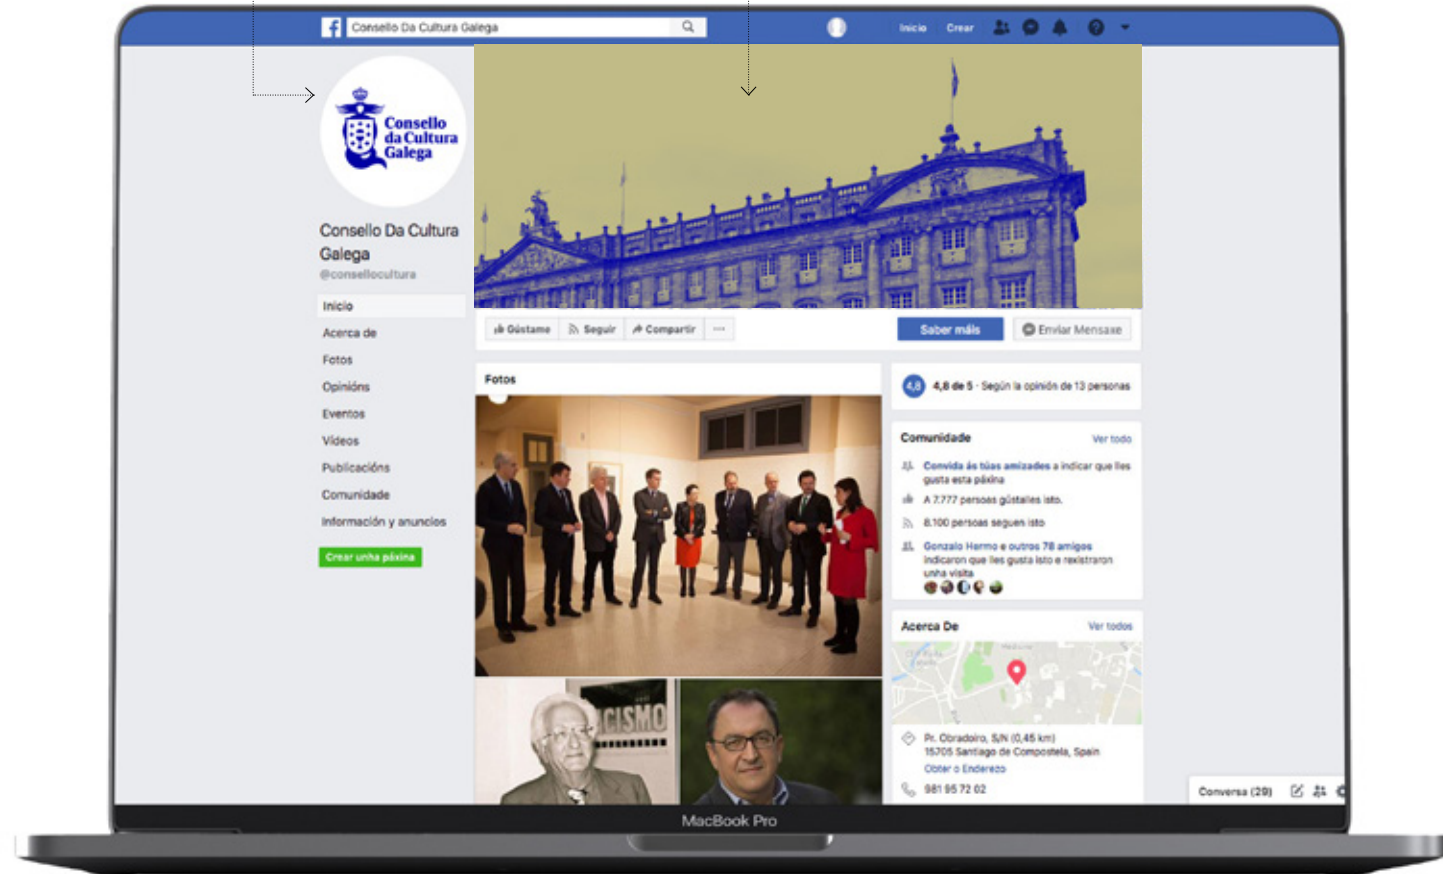 Consello Da Cultura Galega
Inicio
Crear
Consello
da Cultura
Galega
Consello Da Cultura
Galega
@consellocultura
Inicio
Acerca de
Fotos
Opinións
Eventos
Vídeos
Publicacións
Comunidade
Información y anuncios
Crear unha páxina
Gústame
Seguir
Compartir
Saber máis
Enviar Mensaxe
Fotos
CISMO
4,8
4,8 de 5 · Según la opinión de 13 personas
Comunidade
Ver todo
Convida ás túas amizades a indicar que lles
gusta esta páxina
A 7.777 persoas gústalles isto.
8.100 persoas seguen isto
Gonzalo Hermo e outros 78 amigos
indicaron que lles gusta isto e rexistraron
unha visita
Acerca De
Ver todos
Pr. Obradoiro, S/N (0,45 km)
15705 Santiago de Compostela, Spain
Obter o Enderezo
981 95 72 02
Conversa (29)
MacBook Pro